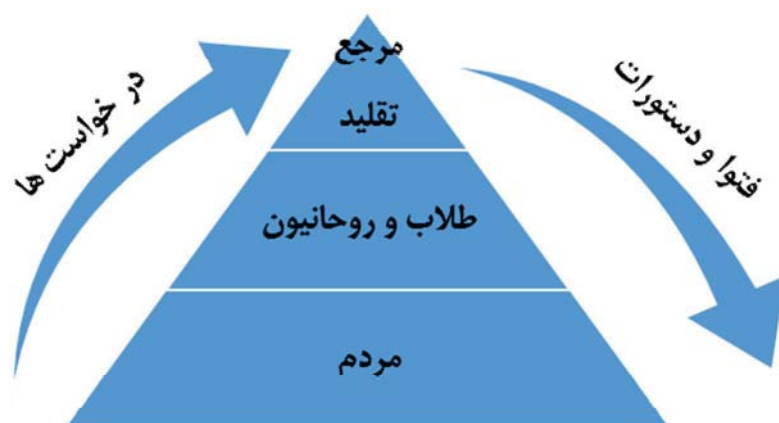 مرجع
تقلید
طلاب و روحانیون
مردم
در خواست ها
فتوا و دستورات